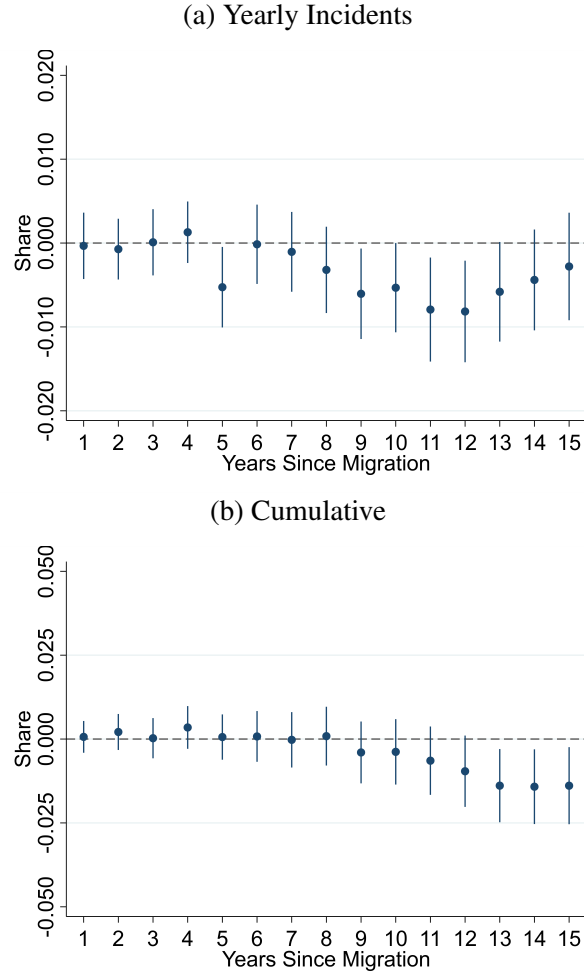 (a) Yearly Incidents
0.020
0.010
0.000
-0.010
-0.020
Share
1 2 3 4 5 6 7 8 9 10 11 12 13 14 15
Years Since Migration
(b) Cumulative
0.050
0.025
0.000
-0.025
-0.050
Share
1 2 3 4 5 6 7 8 9 10 11 12 13 14 15
Years Since Migration